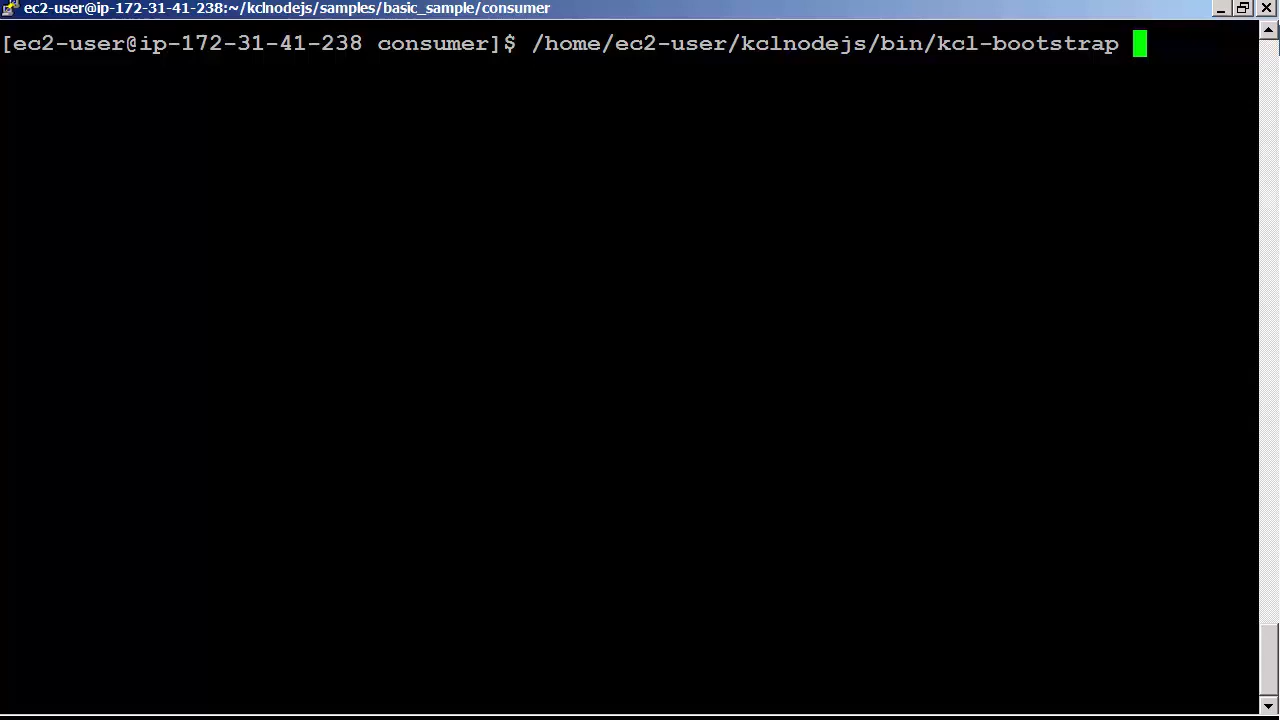 ec2-user@ip-172-31-41-238:~/kclnodejs/samples/basic_sample/consumer
[ec2-user@ip-172-31-41-238 consumer]$ /home/ec2-user/kclnodejs/bin/kcl-bootstrap